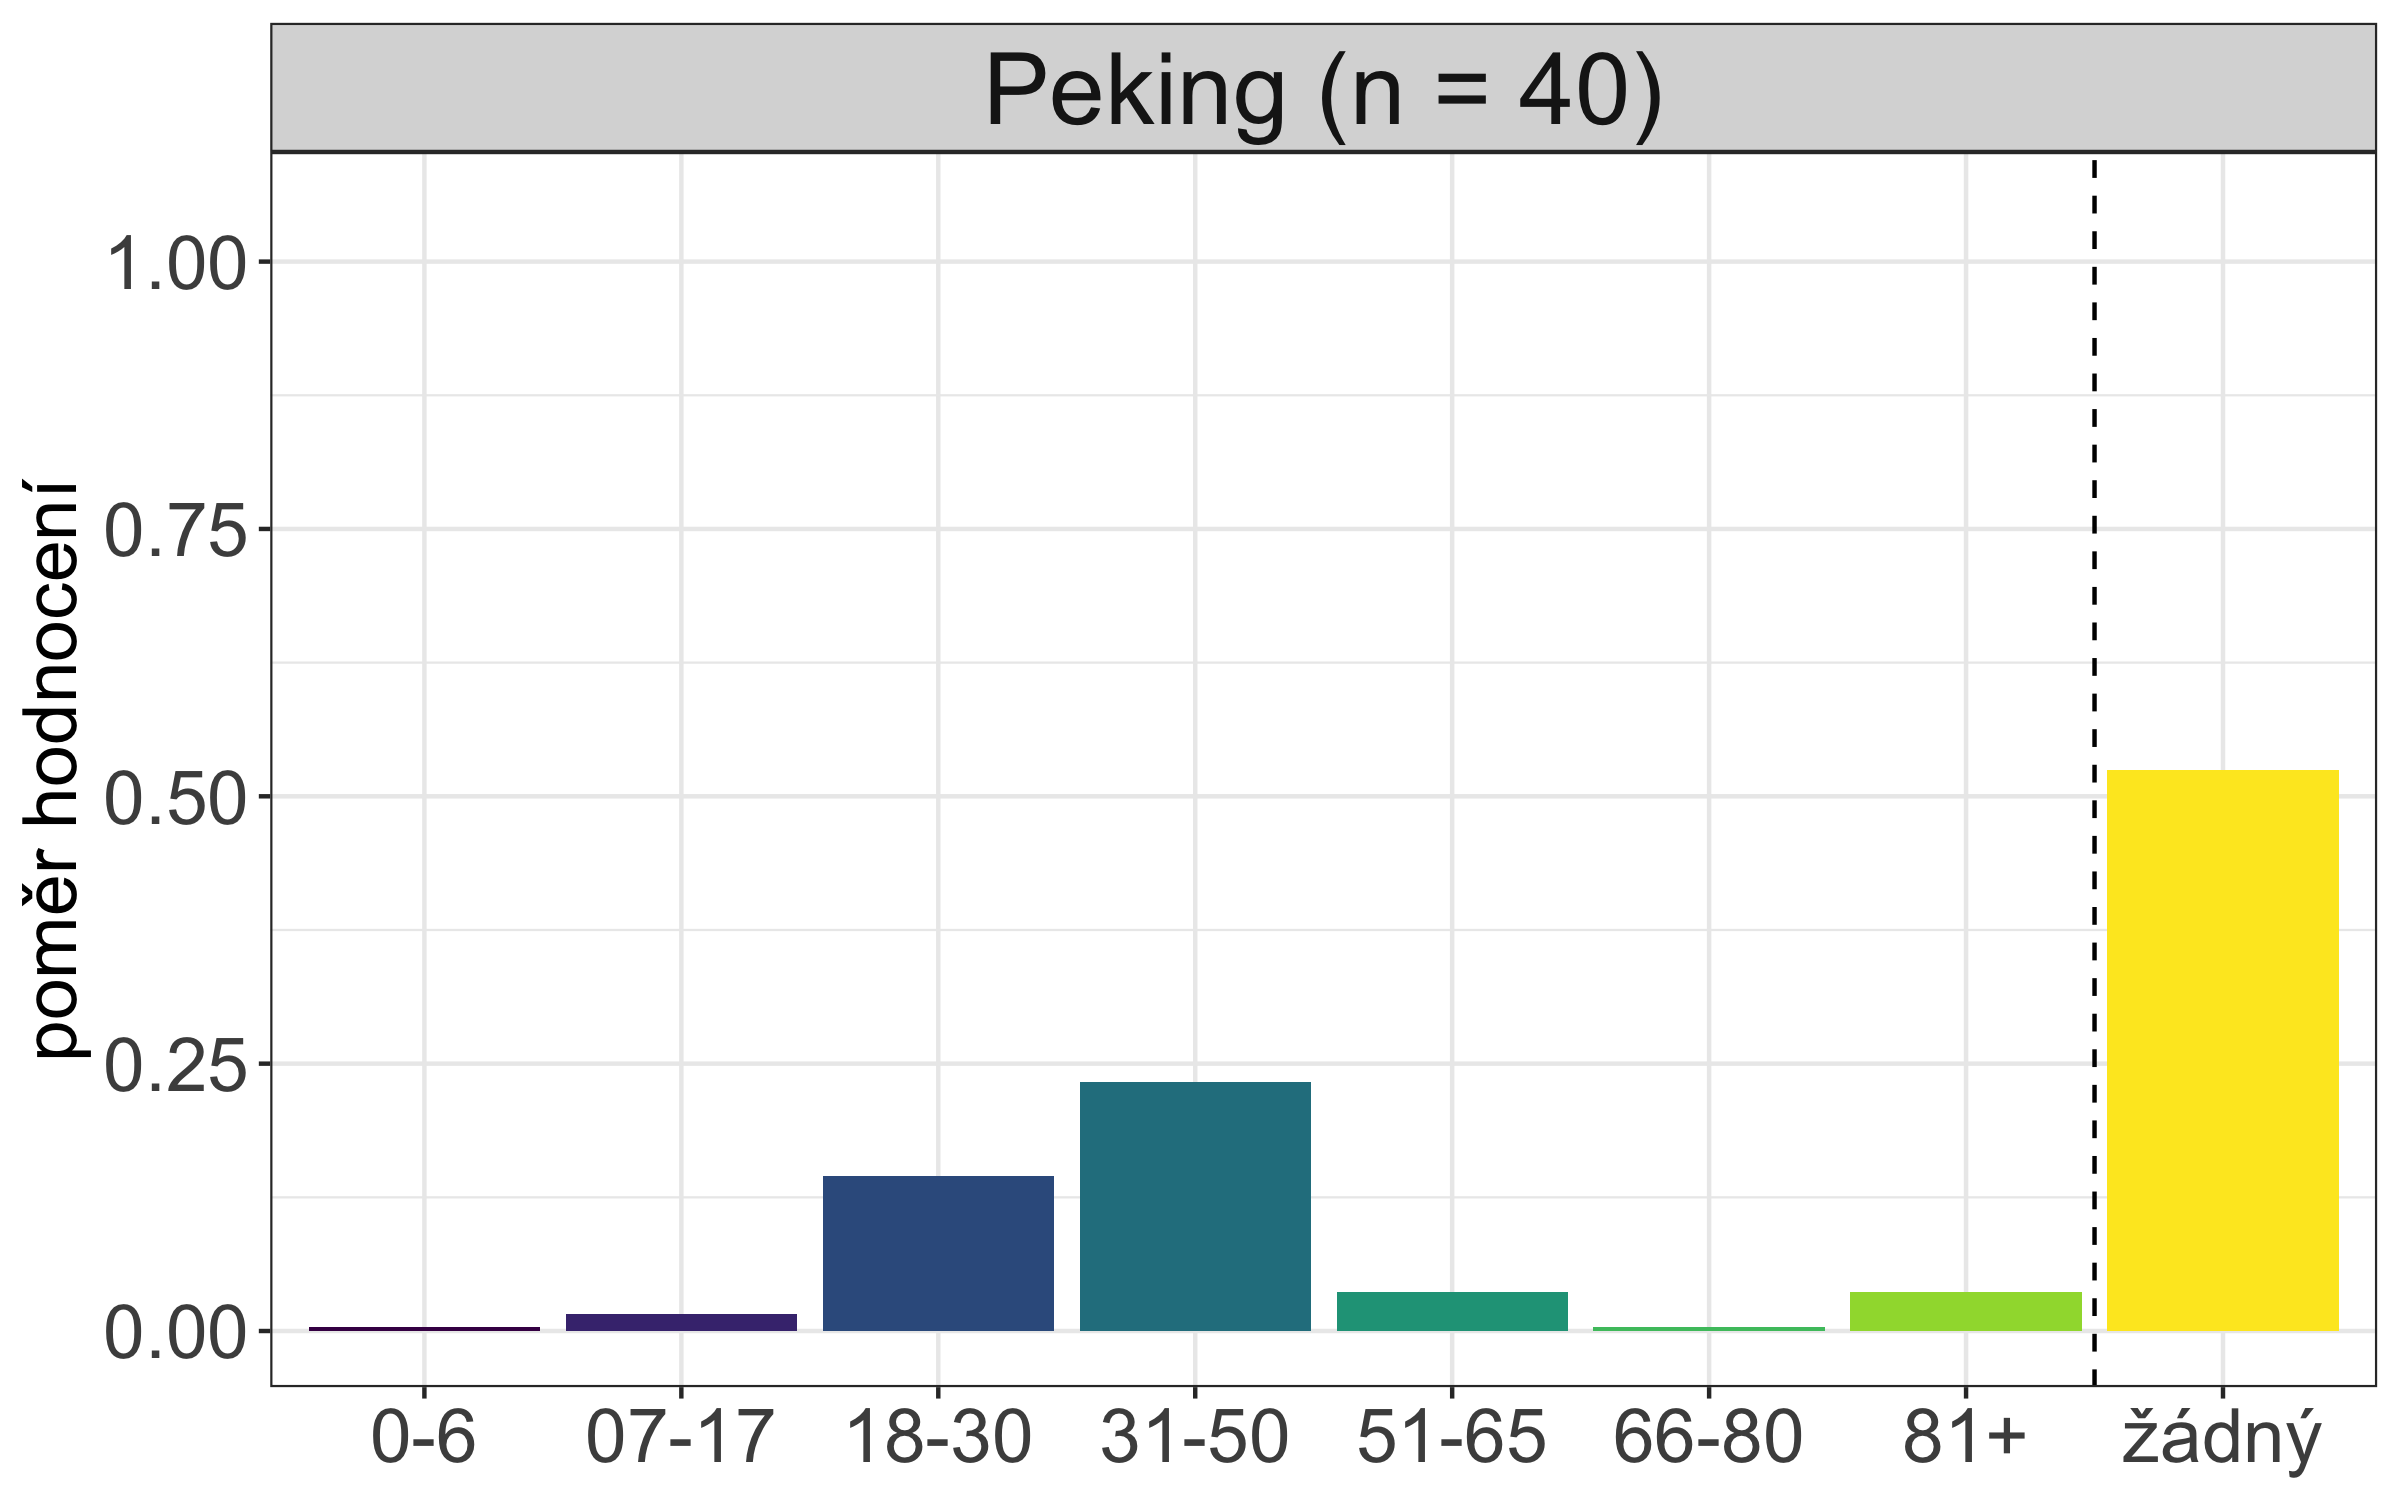 Peking (n = 40)
poměr hodnocení
1.00
0.75
0.50
0.25
0.00
0-6 07-17 18-30 31-50 51-65 66-80 81+ žádný